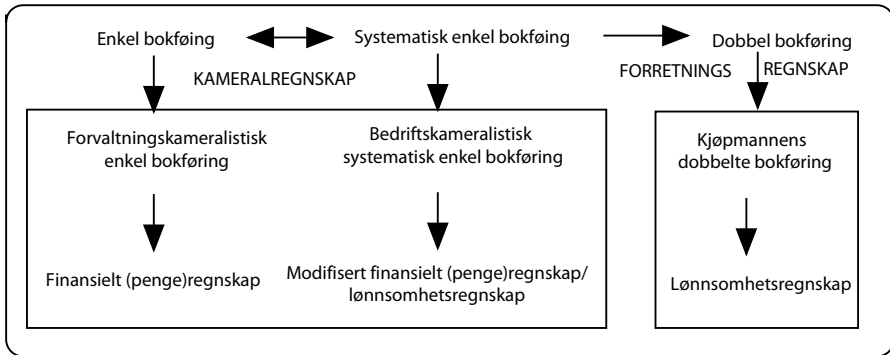 Enkel bokføing
Systematisk enkel bokføing
Dobbel bokføring
KAMERALREGNSKAP
FORRETNINGS
REGNSKAP
Forvaltningskameralistisk
enkel bokføring
Bedriftskameralistisk
systematisk enkel bokføring
Kjøpmannens
dobbelte bokføring
Finansielt (penge)regnskap
Modifisert finansielt (penge)regnskap/
lønnsomhetsregnskap
Lønnsomhetsregnskap